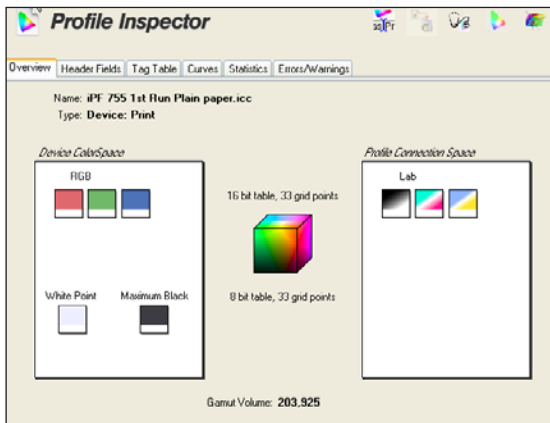 Profile Inspector
Overview Header Fields Tag Table Curves Statistics Errors/Warnings
Name: iPF 755 1st Run Plain paper.icc
Type: Device: Print
Device ColorSpace
Profile Connection Space
RGB
Lab
16 bit table, 33 grid points
White Point
Maximum Black
8 bit table, 33 grid points
Gamut Volume: 203,925